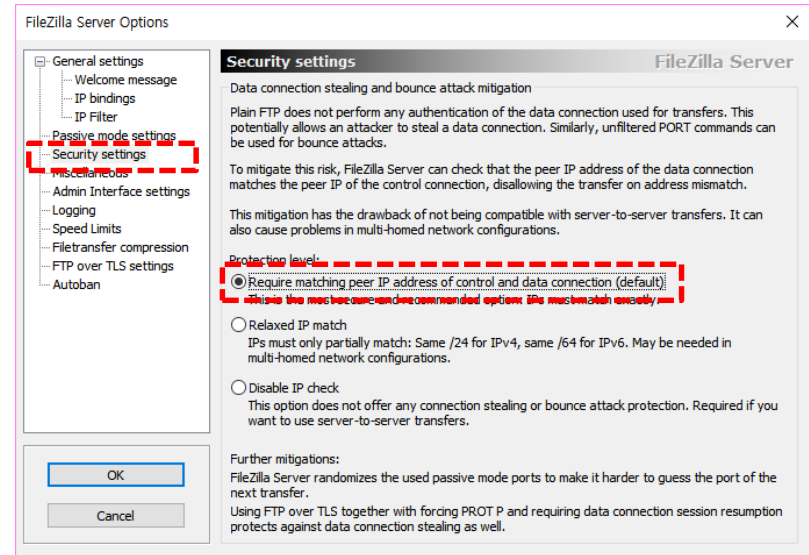 FileZilla Server Options
General settings
Welcome message
IP bindings
IP Filter
Passive mode settings
Security settings
Miscellaneous
Admin Interface settings
Logging
Speed Limits
Filetransfer compression
FTP over TLS settings
Autoban
OK
Cancel
Security settings
FileZilla Server
Data connection stealing and bounce attack mitigation
Plain FTP does not perform any authentication of the data connection used for transfers. This
potentially allows an attacker to steal a data connection. Similarly, unfiltered PORT commands can
be used for bounce attacks.
To mitigate this risk, FileZilla Server can check that the peer IP address of the data connection
matches the peer IP of the control connection, disallowing the transfer on address mismatch.
This mitigation has the drawback of not being compatible with server-to-server transfers. It can
also cause problems in multi-homed network configurations.
Protection level:
Require matching peer IP address of control and data connection (default)
This is the most secure and recommended option. IPs must match exactly.
Relaxed IP match
IPs must only partially match: Same /24 for IPv4, same /64 for IPv6. May be needed in
multi-homed network configurations.
Disable IP check
This option does not offer any connection stealing or bounce attack protection. Required if you
want to use server-to-server transfers.
Further mitigations:
FileZilla Server randomizes the used passive mode ports to make it harder to guess the port of the
next transfer.
Using FTP over TLS together with forcing PROT P and requiring data connection session resumption
protects against data connection stealing as well.